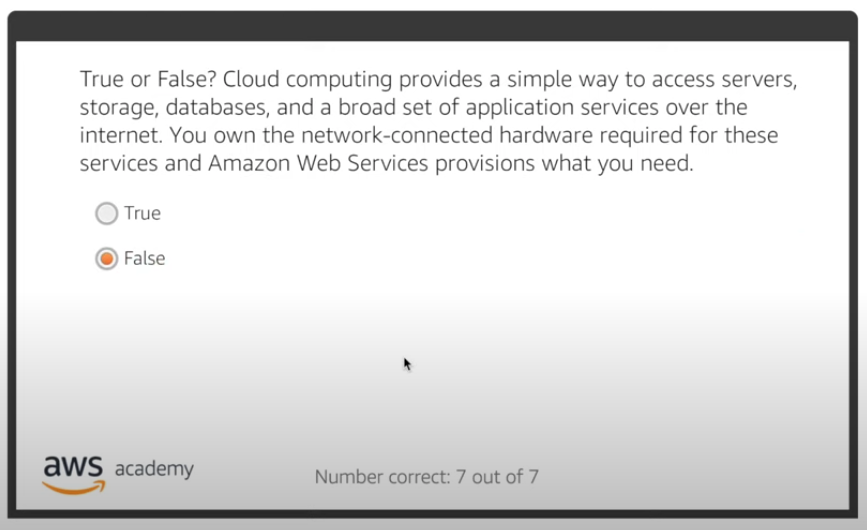 True or False? Cloud computing provides a simple way to access servers,
storage, databases, and a broad set of application services over the
internet. You own the network-connected hardware required for these
services and Amazon Web Services provisions what you need.
True
False
aws academy
Number correct: 7 out of 7